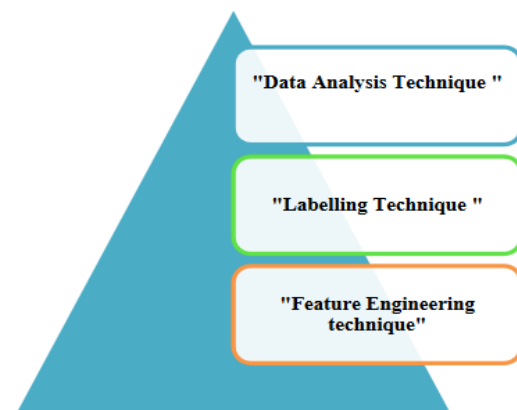 "Data Analysis Technique "
"Labelling Technique "
"Feature Engineering
technique"